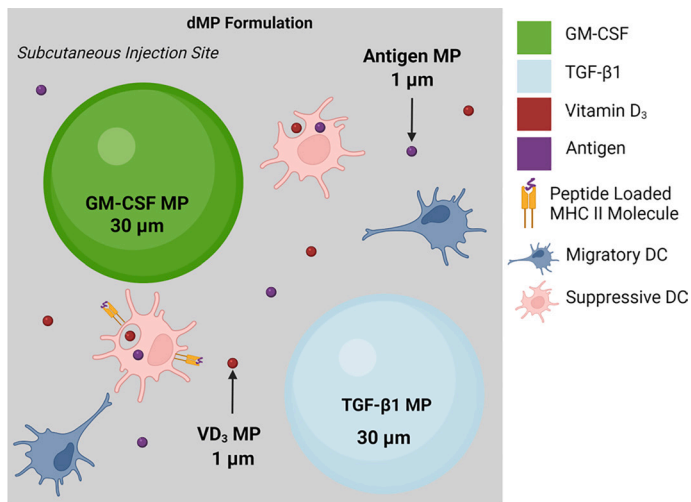 dMP Formulation
Subcutaneous Injection Site
Antigen MP
1 µm
GM-CSF MP
30 µm
VD₃ MP
1 µm
TGF-β1 MP
30 µm
GM-CSF
TGF-β1
Vitamin D₃
Antigen
Peptide Loaded
MHC II Molecule
Migratory DC
Suppressive DC